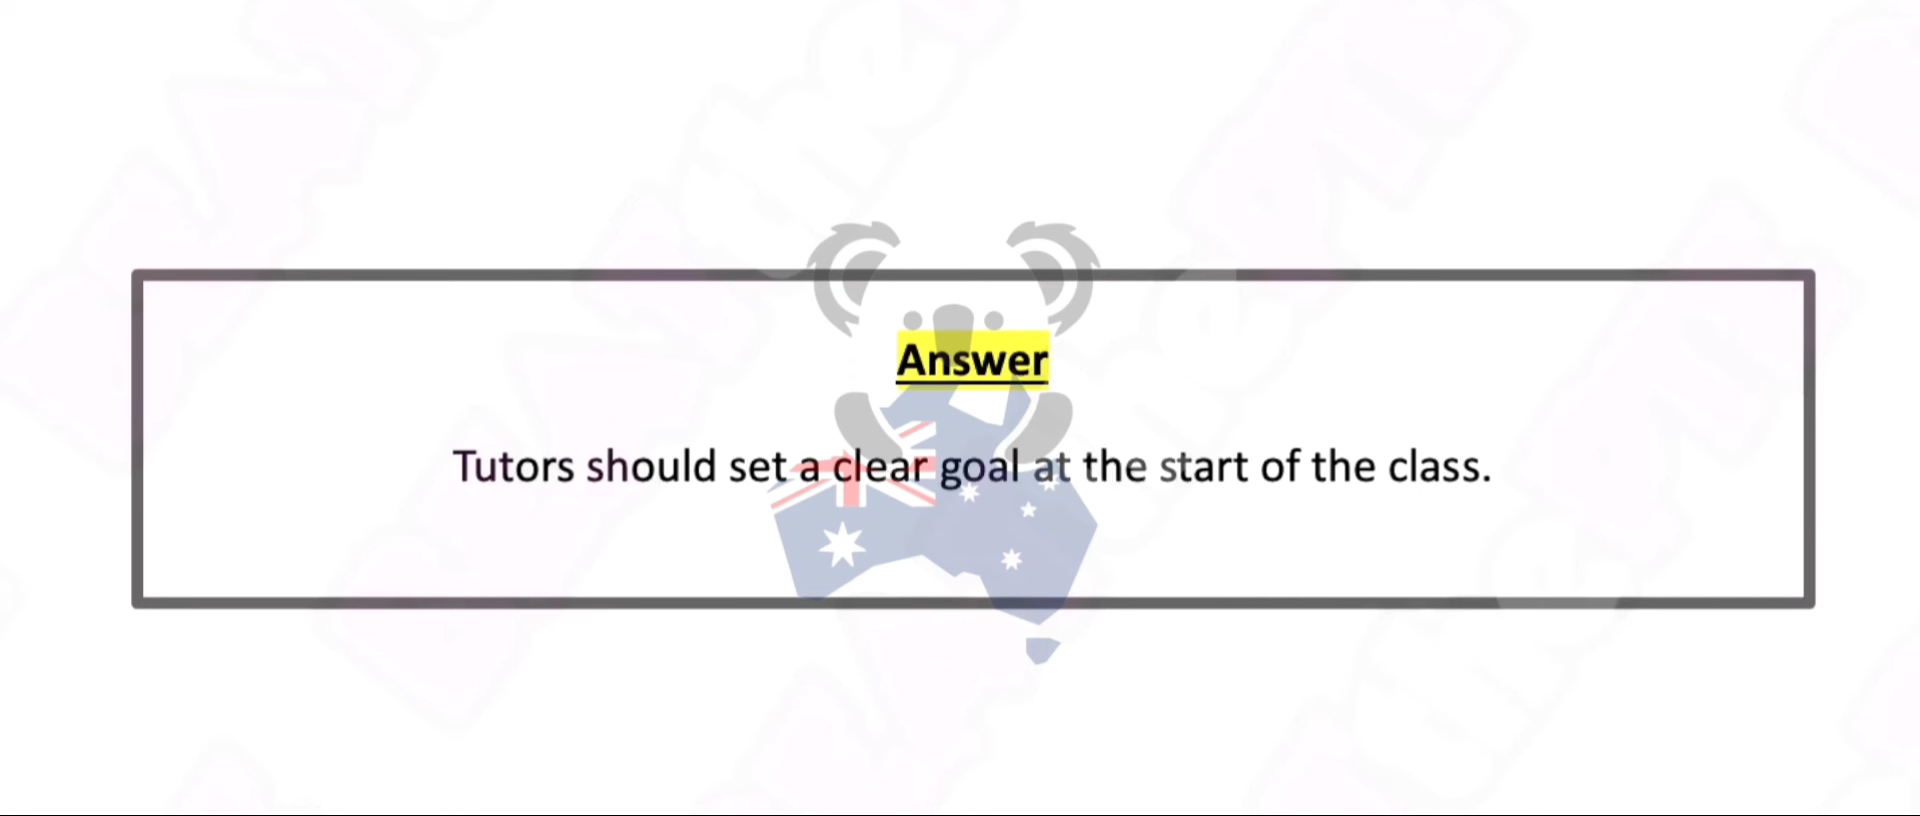 Answer
Tutors should set a clear goal at the start of the class.